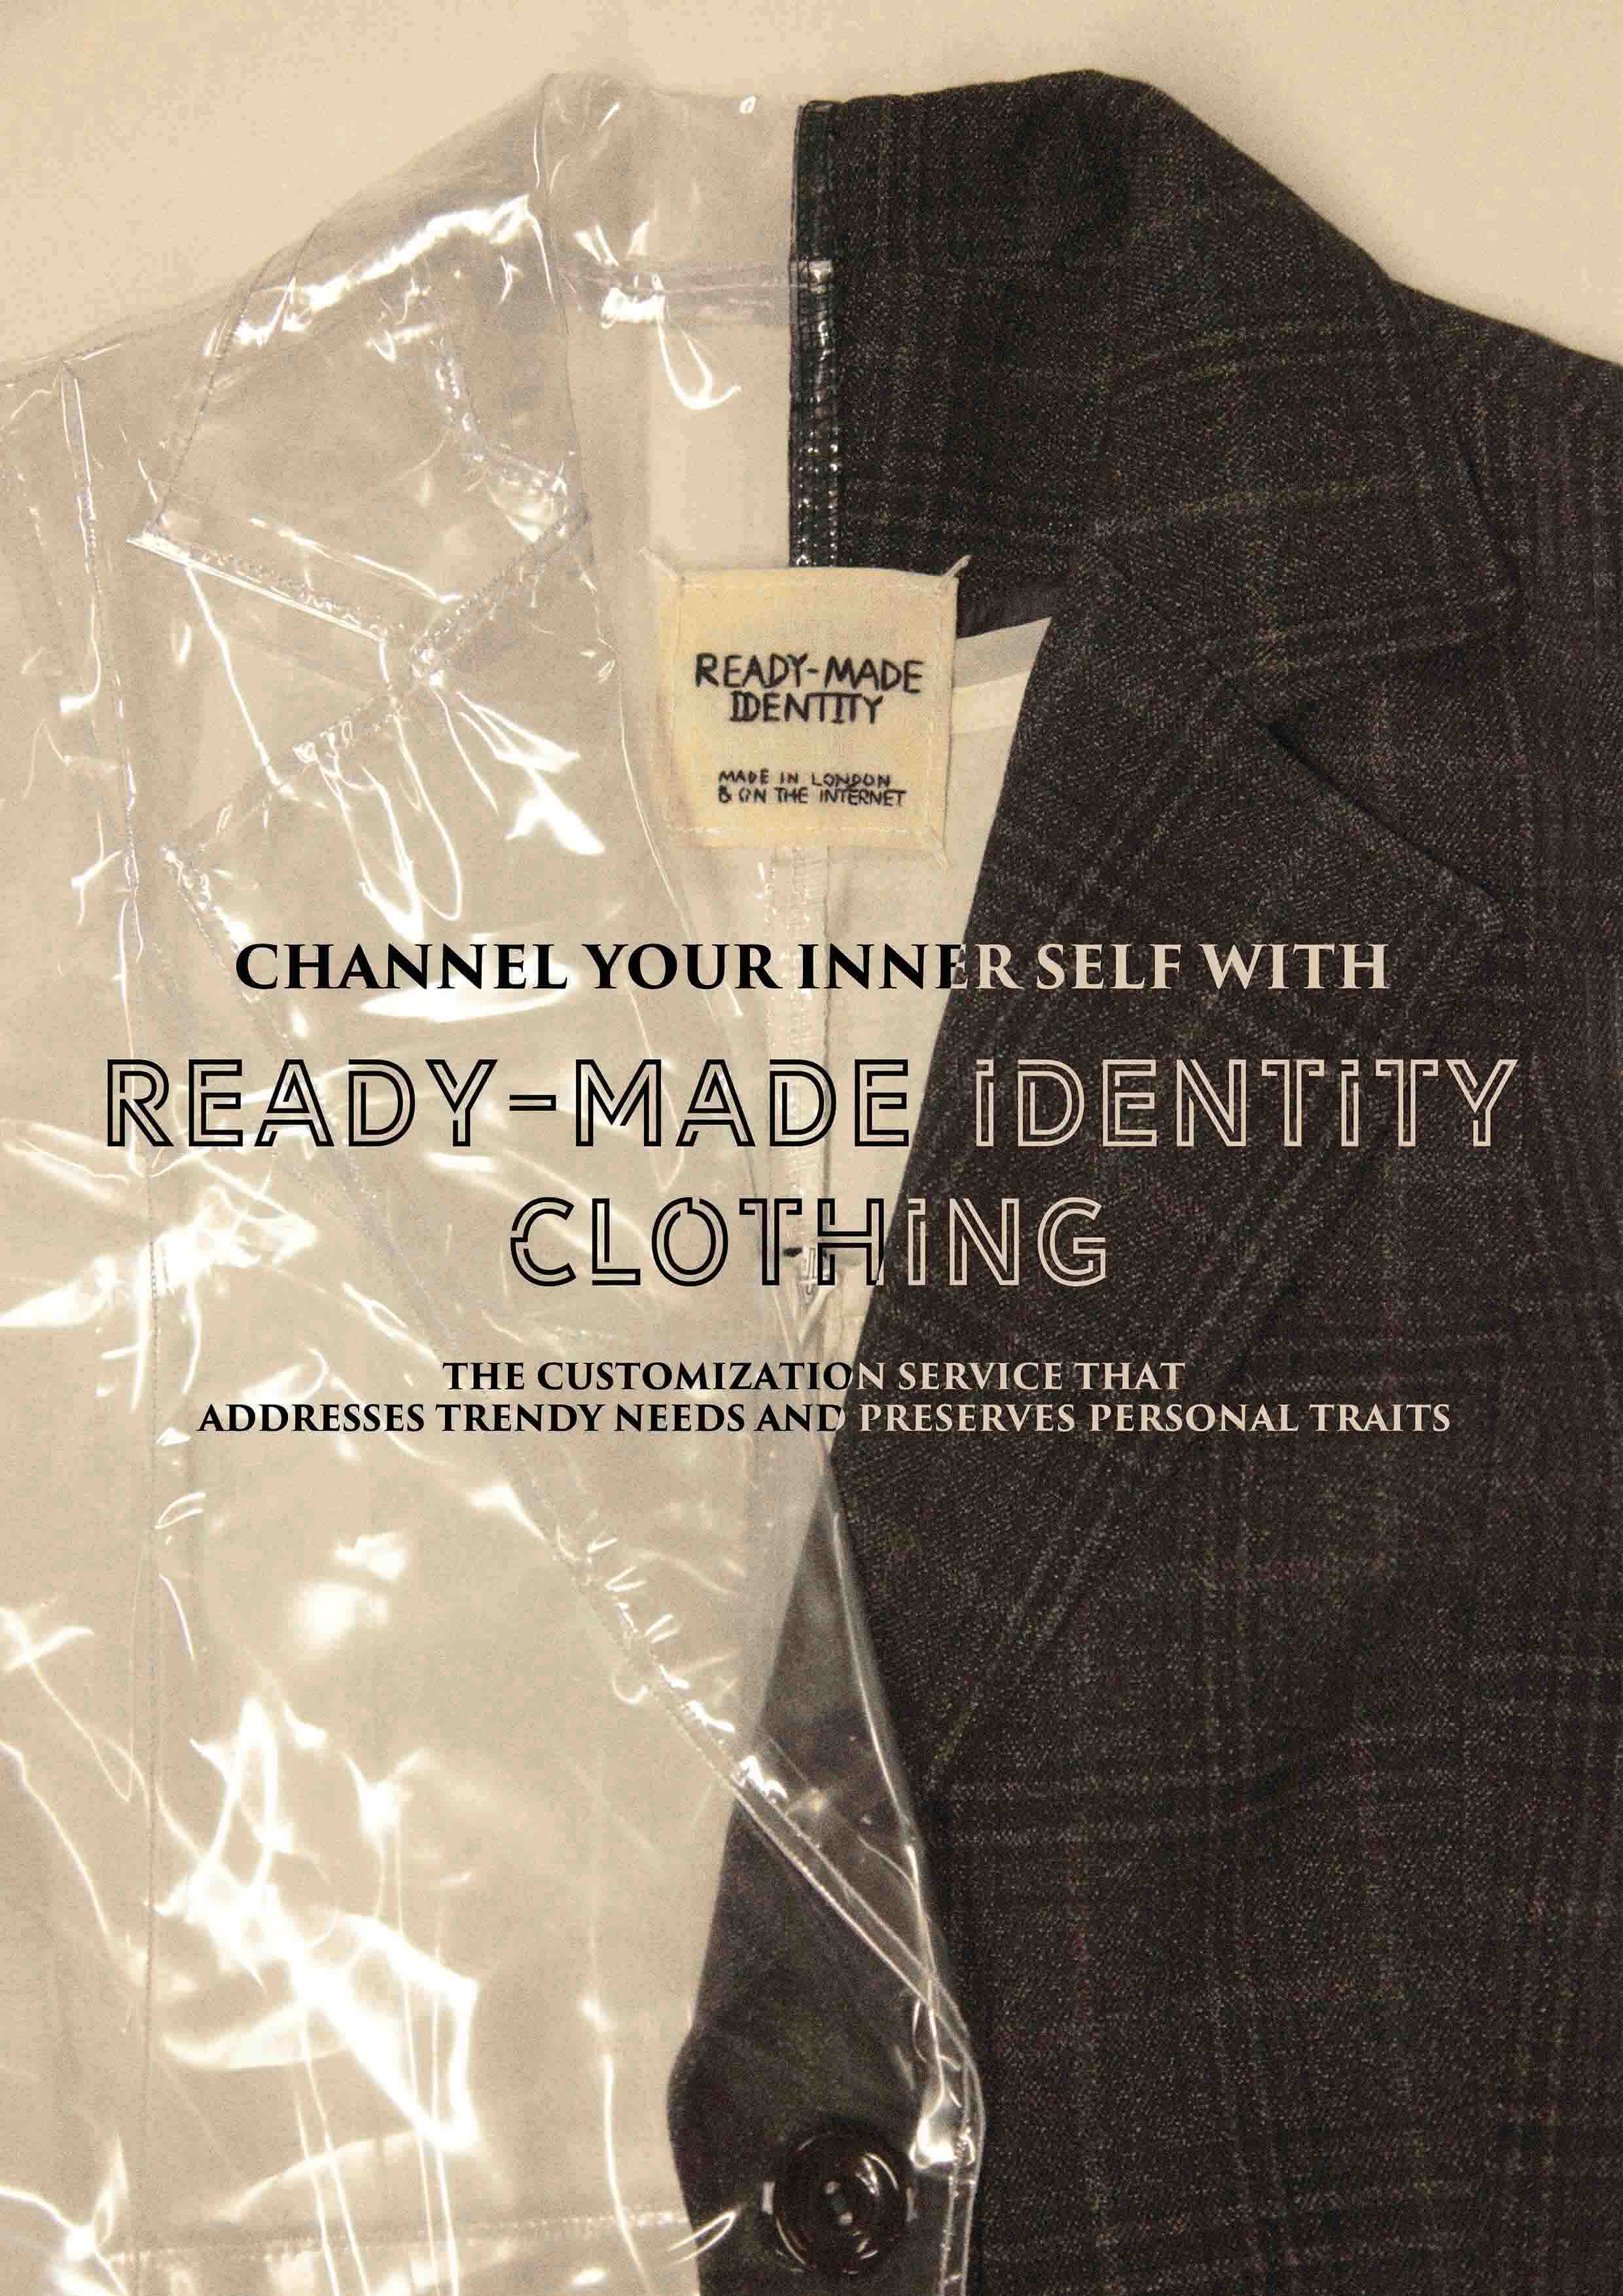 READY-MADE
IDENTITY
MADE IN LONDON
& ON THE INTERNET
CHANNEL YOUR INNER SELF WITH
READY-MADE IDENTITY
CLOTHING
THE CUSTOMIZATION SERVICE THAT
ADDRESSES TRENDY NEEDS AND PRESERVES PERSONAL TRAITS